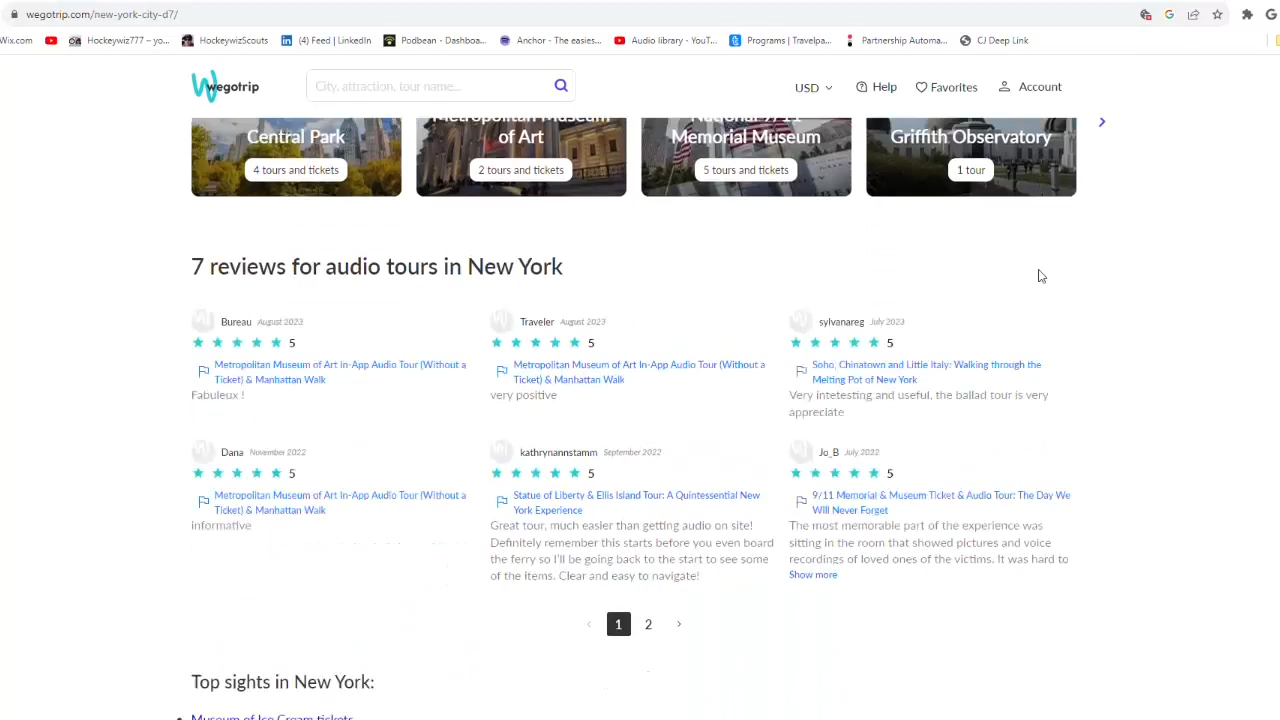 wegotrip.com/new-york-city-d7/
Wix.com
Hockeywiz777 – yo...
HockeywizScouts
(4) Feed | LinkedIn
Podbean - Dashboa...
Anchor - The easies...
Audio library - YouT...
Programs | Travelpa...
Partnership Automa...
CJ Deep Link
wegotrip
City, attraction, tour name...
USD
Help
Favorites
Account
Central Park
4 tours and tickets
Metropolitan Museum
of Art
2 tours and tickets
National 9/11
Memorial Museum
5 tours and tickets
Griffith Observatory
1 tour
7 reviews for audio tours in New York
Bureau August 2023
5
Metropolitan Museum of Art In-App Audio Tour (Without a
Ticket) & Manhattan Walk
Fabuleux !
Traveler August 2023
5
Metropolitan Museum of Art In-App Audio Tour (Without a
Ticket) & Manhattan Walk
very positive
sylvanareg July 2023
5
Soho, Chinatown and Little Italy: Walking through the
Melting Pot of New York
Very intetesting and useful, the ballad tour is very
appreciate
Dana November 2022
5
Metropolitan Museum of Art In-App Audio Tour (Without a
Ticket) & Manhattan Walk
informative
kathrynannstamm September 2022
5
Statue of Liberty & Ellis Island Tour: A Quintessential New
York Experience
Great tour, much easier than getting audio on site!
Definitely remember this starts before you even board
the ferry so I'll be going back to the start to see some
of the items. Clear and easy to navigate!
Jo_B July 2022
5
9/11 Memorial & Museum Ticket & Audio Tour: The Day We
Will Never Forget
The most memorable part of the experience was
sitting in the room that showed pictures and voice
recordings of loved ones of the victims. It was hard to
Show more
1 2
Top sights in New York:
Museum of Ice Cream tickets